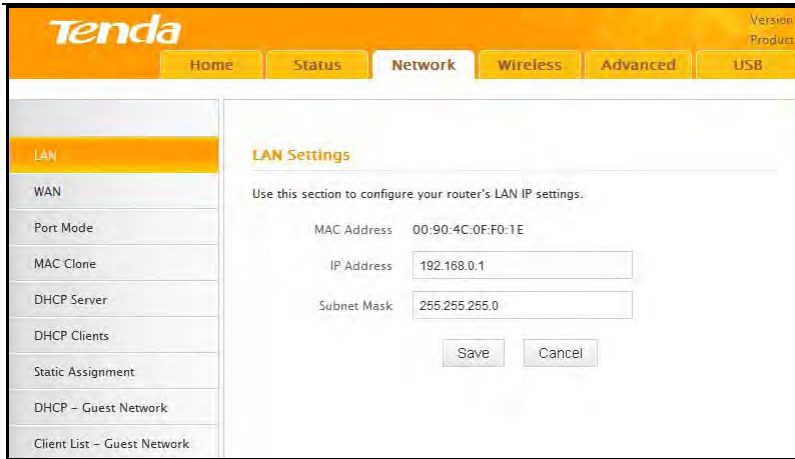 Tenda
Version
Product
Home Status Network Wireless Advanced USB
LAN
WAN
Port Mode
MAC Clone
DHCP Server
DHCP Clients
Static Assignment
DHCP – Guest Network
Client List – Guest Network
LAN Settings
Use this section to configure your router's LAN IP settings.
MAC Address 00:90:4C:0F:F0:1E
IP Address 192.168.0.1
Subnet Mask 255.255.255.0
Save Cancel